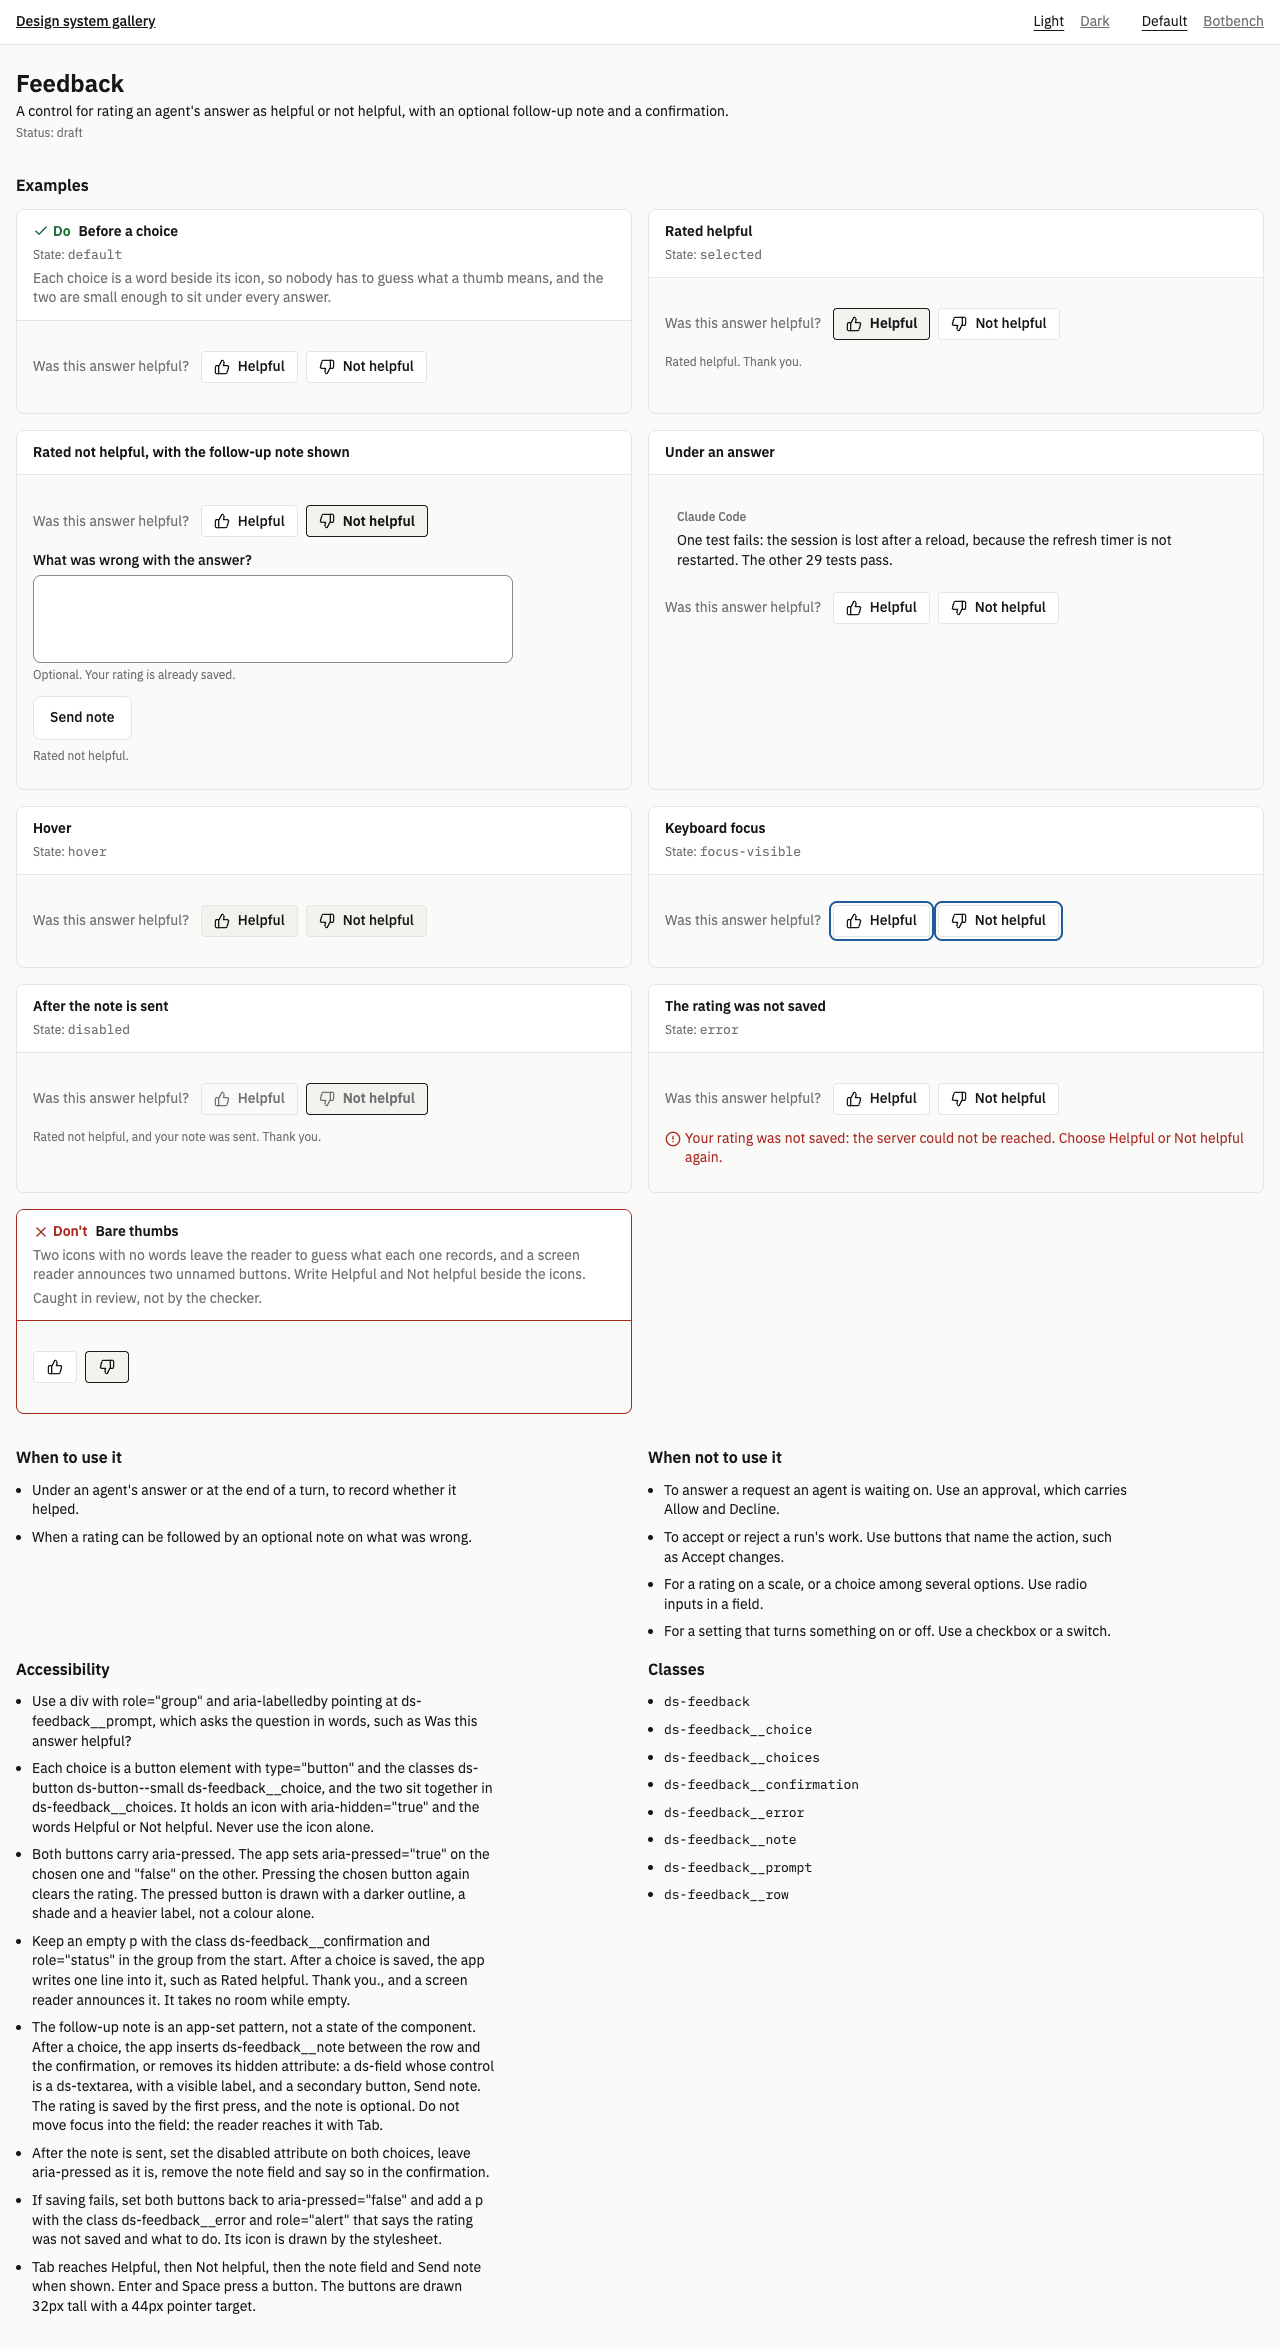 Design system gallery
Light Dark Default Botbench
Feedback
A control for rating an agent's answer as helpful or not helpful, with an optional follow-up note and a confirmation.
Status: draft
Examples
Do Before a choice
State: default
Each choice is a word beside its icon, so nobody has to guess what a thumb means, and the
two are small enough to sit under every answer.
Was this answer helpful? Helpful Not helpful
Rated helpful
State: selected
Was this answer helpful? Helpful Not helpful
Rated helpful. Thank you.
Rated not helpful, with the follow-up note shown
Was this answer helpful? Helpful Not helpful
What was wrong with the answer?
Optional. Your rating is already saved.
Send note
Rated not helpful.
Under an answer
Claude Code
One test fails: the session is lost after a reload, because the refresh timer is not
restarted. The other 29 tests pass.
Was this answer helpful? Helpful Not helpful
Hover
State: hover
Was this answer helpful? Helpful Not helpful
Keyboard focus
State: focus-visible
Was this answer helpful? Helpful Not helpful
After the note is sent
State: disabled
Was this answer helpful? Helpful Not helpful
Rated not helpful, and your note was sent. Thank you.
The rating was not saved
State: error
Was this answer helpful? Helpful Not helpful
Your rating was not saved: the server could not be reached. Choose Helpful or Not helpful
again.
Don't Bare thumbs
Two icons with no words leave the reader to guess what each one records, and a screen
reader announces two unnamed buttons. Write Helpful and Not helpful beside the icons.
Caught in review, not by the checker.
When to use it
Under an agent's answer or at the end of a turn, to record whether it
helped.
When a rating can be followed by an optional note on what was wrong.
When not to use it
To answer a request an agent is waiting on. Use an approval, which carries
Allow and Decline.
To accept or reject a run's work. Use buttons that name the action, such
as Accept changes.
For a rating on a scale, or a choice among several options. Use radio
inputs in a field.
For a setting that turns something on or off. Use a checkbox or a switch.
Accessibility
Use a div with role="group" and aria-labelledby pointing at ds-
feedback__prompt, which asks the question in words, such as Was this
answer helpful?
Each choice is a button element with type="button" and the classes ds-
button ds-button--small ds-feedback__choice, and the two sit together in
ds-feedback__choices. It holds an icon with aria-hidden="true" and the
words Helpful or Not helpful. Never use the icon alone.
Both buttons carry aria-pressed. The app sets aria-pressed="true" on the
chosen one and "false" on the other. Pressing the chosen button again
clears the rating. The pressed button is drawn with a darker outline, a
shade and a heavier label, not a colour alone.
Keep an empty p with the class ds-feedback__confirmation and
role="status" in the group from the start. After a choice is saved, the app
writes one line into it, such as Rated helpful. Thank you., and a screen
reader announces it. It takes no room while empty.
The follow-up note is an app-set pattern, not a state of the component.
After a choice, the app inserts ds-feedback__note between the row and
the confirmation, or removes its hidden attribute: a ds-field whose control
is a ds-textarea, with a visible label, and a secondary button, Send note.
The rating is saved by the first press, and the note is optional. Do not
move focus into the field: the reader reaches it with Tab.
After the note is sent, set the disabled attribute on both choices, leave
aria-pressed as it is, remove the note field and say so in the confirmation.
If saving fails, set both buttons back to aria-pressed="false" and add a p
with the class ds-feedback__error and role="alert" that says the rating
was not saved and what to do. Its icon is drawn by the stylesheet.
Tab reaches Helpful, then Not helpful, then the note field and Send note
when shown. Enter and Space press a button. The buttons are drawn
32px tall with a 44px pointer target.
Classes
ds-feedback
ds-feedback__choice
ds-feedback__choices
ds-feedback__confirmation
ds-feedback__error
ds-feedback__note
ds-feedback__prompt
ds-feedback__row